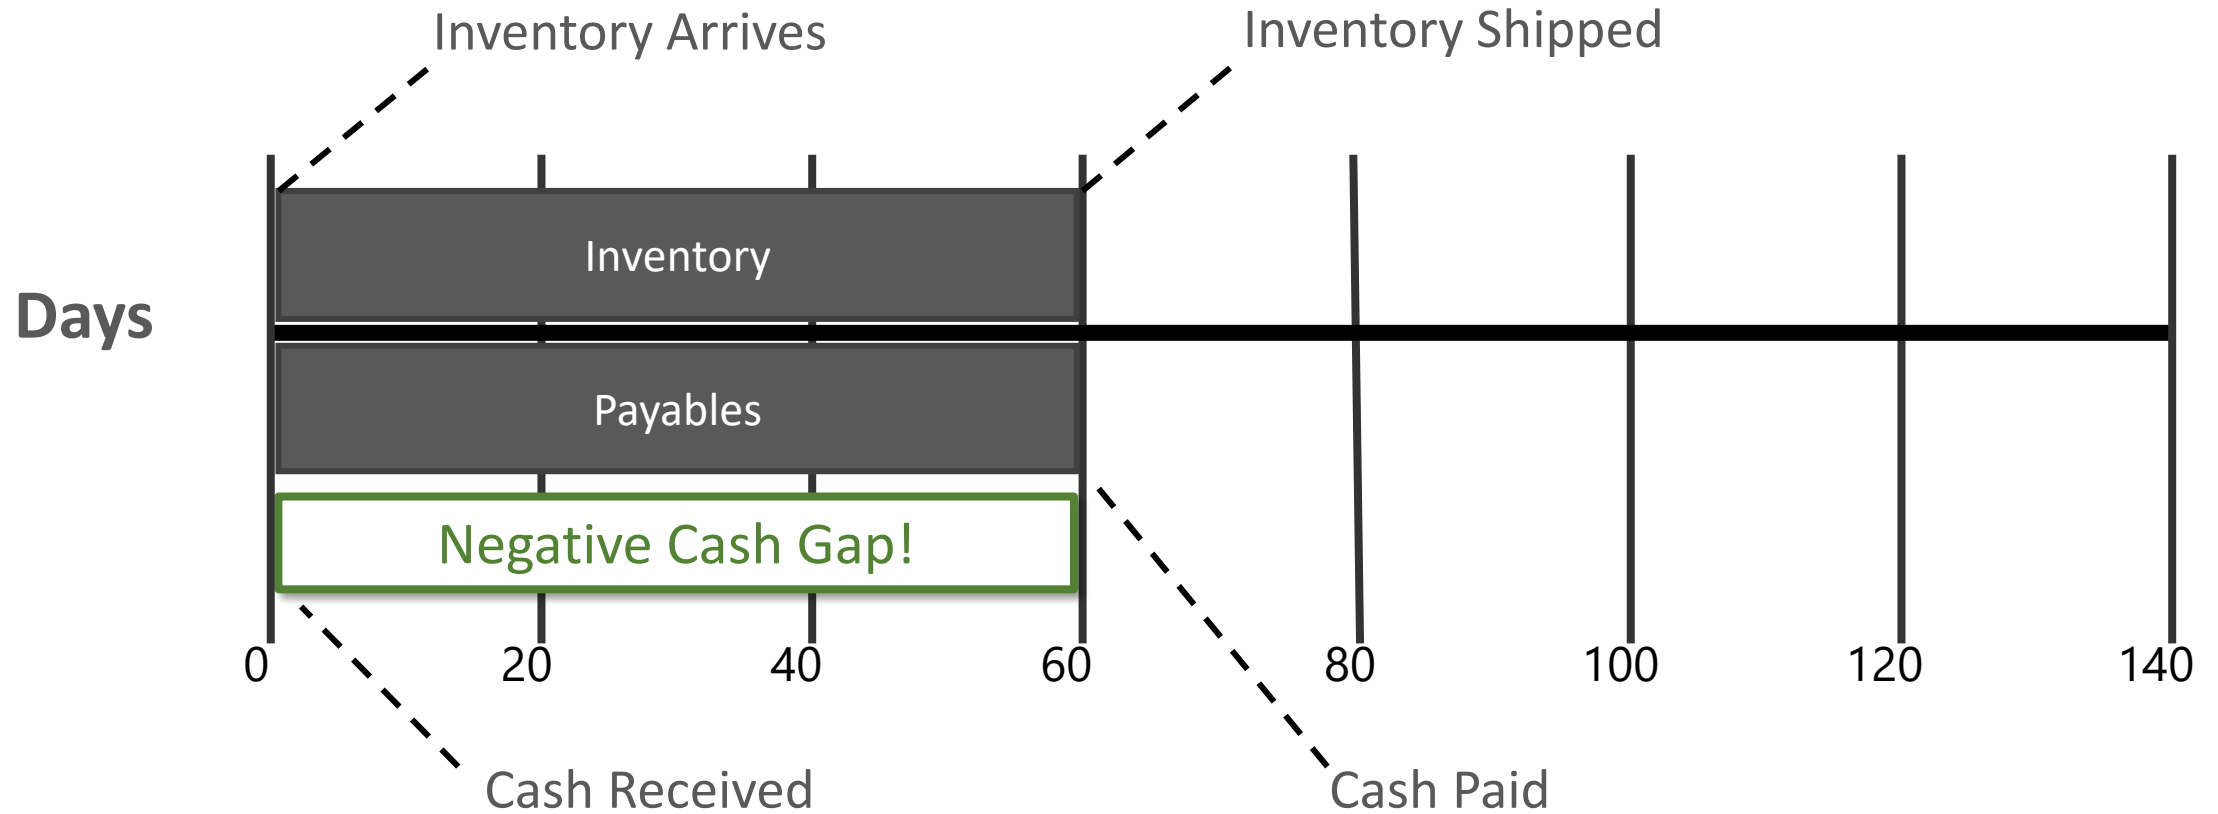 Inventory Arrives
Inventory Shipped
Inventory
Days
Payables
Negative Cash Gap!
0 20 40 60 80 100 120 140
Cash Received
Cash Paid